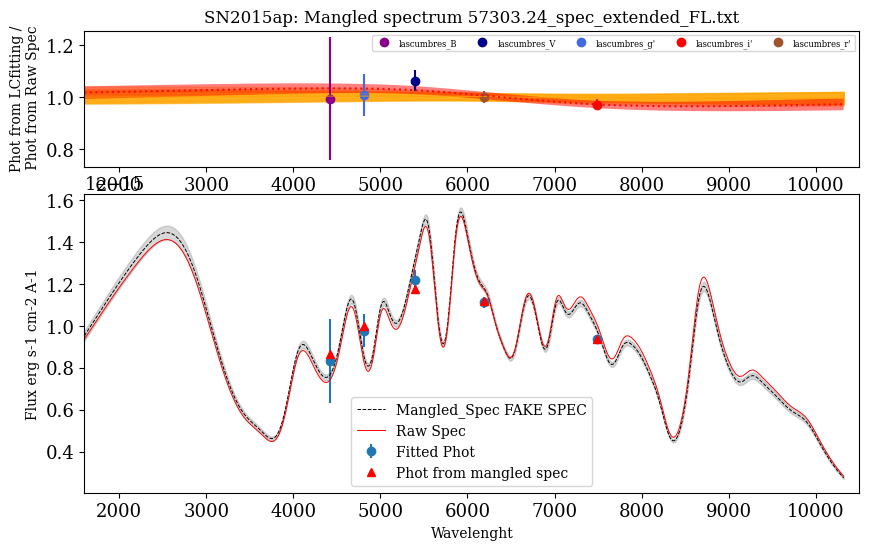 SN2015ap: Mangled spectrum 57303.24_spec_extended_FL.txt
Phot from LCfitting /
Phot from Raw Spec
1.2
1.0
0.8
lascumbres_B
lascumbres_V
lascumbres_g'
lascumbres_i'
lascumbres_r'
2000 3000 4000 5000 6000 7000 8000 9000 10000
1e−15
Flux erg s-1 cm-2 A-1
1.6
1.4
1.2
1.0
0.8
0.6
0.4
Mangled_Spec FAKE SPEC
Raw Spec
Fitted Phot
Phot from mangled spec
2000 3000 4000 5000 6000 7000 8000 9000 10000
Wavelenght